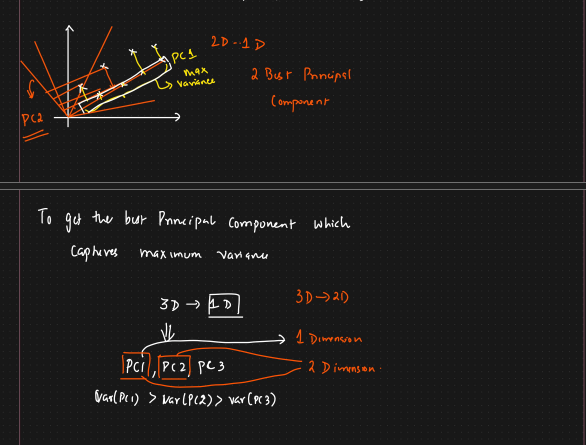 PC1
max
variance
PC2
2D--1D
2 Best Principal
Component
To get the best Principal component which
captures maximum variance
3D → 1D
3D → 2D
1 Dimension
PC1, PC2, PC3
2 Dimension.
Var(PC1) > Var(PC2) > Var(PC3)